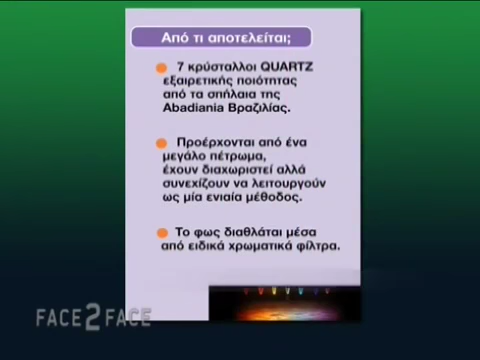 Από τι αποτελείται;
7 κρύσταλλοι QUARTZ
εξαιρετικής ποιότητας
από τα σπήλαια της
Abadiania Βραζιλίας.
Προέρχονται από ένα
μεγάλο πέτρωμα,
έχουν διαχωριστεί αλλά
συνεχίζουν να λειτουργούν
ως μία ενιαία μέθοδος.
Το φως διαθλάται μέσα
από ειδικά χρωματικά φίλτρα.
FACE2FACE